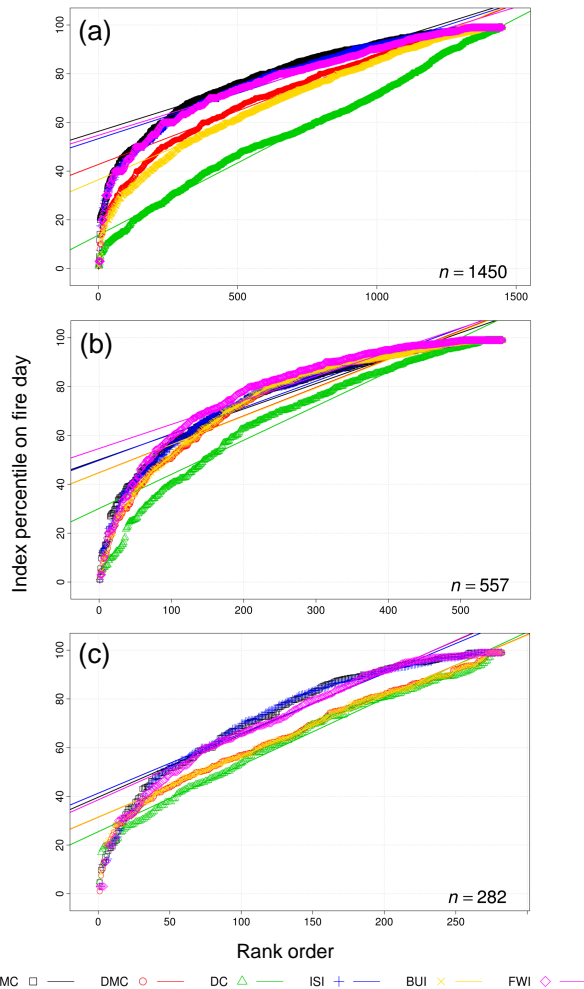 (a)
100
80
60
40
20
0
n = 1450
0 500 1000 1500
(b)
100
80
60
40
20
0
n = 557
0 100 200 300 400 500
Index percentile on fire day
(c)
100
80
60
40
20
0
n = 282
0 50 100 150 200 250
Rank order
MC DMC DC ISI BUI FWI